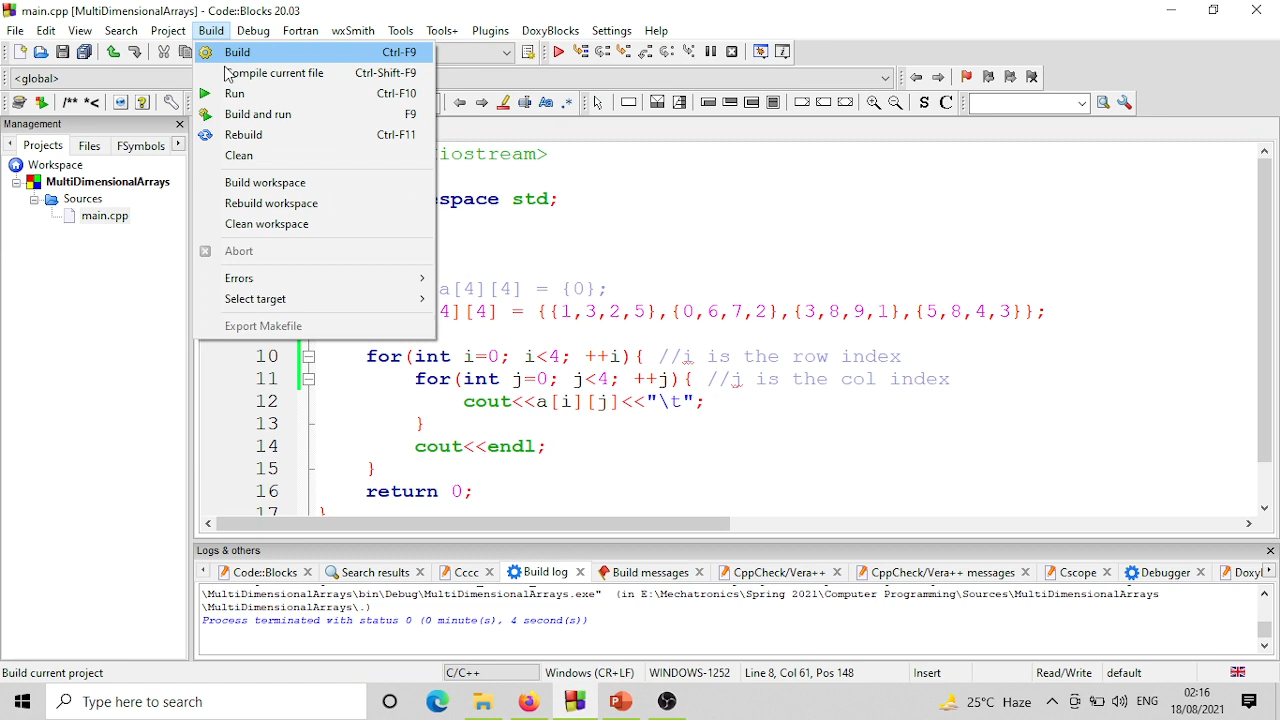 main.cpp [MultiDimensionalArrays] - Code::Blocks 20.03
File Edit View Search Project Build Debug Fortran wxSmith Tools Tools+ Plugins DoxyBlocks Settings Help
Build Ctrl-F9
<global>
ompile current file Ctrl-Shift-F9
Run Ctrl-F10
/** *<
S C
Build and run F9
Management
Rebuild Ctrl-F11
Projects Files FSymbols
Clean
iostream>
Workspace
MultiDimensionalArrays
Build workspace
Sources
Rebuild workspace
espace std;
main.cpp
Clean workspace
Abort
Errors
a[4][4] = {0};
Select target
4][4] = {{1,3,2,5},{0,6,7,2},{3,8,9,1},{5,8,4,3}};
Export Makefile
10 for(int i=0; i<4; ++i){ //i is the row index
11 for(int j=0; j<4; ++j){ //j is the col index
12 cout<<a[i][j]<<"\t";
13 }
14 cout<<endl;
15 }
16 return 0;
17 }
Logs & others
Code::Blocks Search results Cccc Build log Build messages CppCheck/Vera++ CppCheck/Vera++ messages Cscope Debugger Doxy
\MultiDimensionalArrays\bin\Debug\MultiDimensionalArrays.exe" (in E:\Mechatronics\Spring 2021\Computer Programming\Sources\MultiDimensionalArrays
\MultiDimensionalArrays\.)
Process terminated with status 0 (0 minute(s), 4 second(s))
Build current project C/C++ Windows (CR+LF) WINDOWS-1252 Line 8, Col 61, Pos 148 Insert Read/Write default
Type here to search
25°C Haze ENG 02:16
18/08/2021